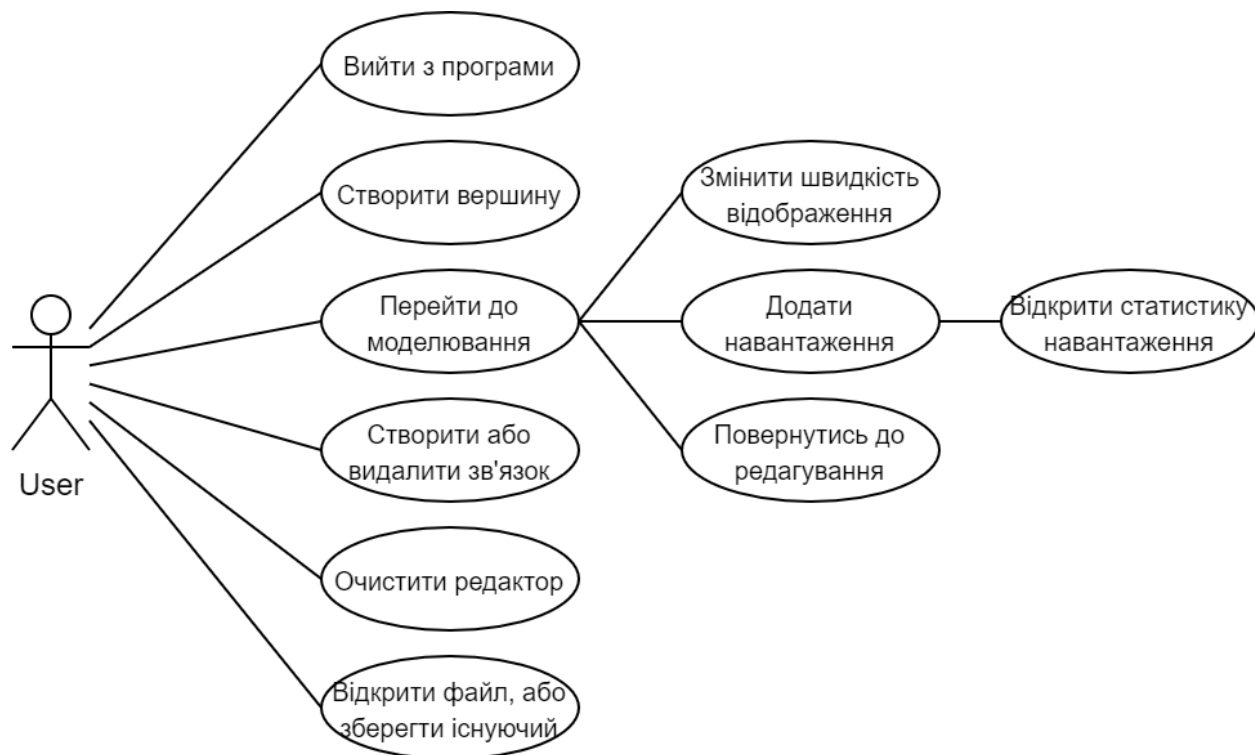 Вийти з програми
Створити вершину
Змінити швидкість
відображення
Перейти до
моделювання
Додати
навантаження
Відкрити статистику
навантаження
Створити або
видалити зв'язок
Повернутись до
редагування
User
Очистити редактор
Відкрити файл, або
зберегти існуючий